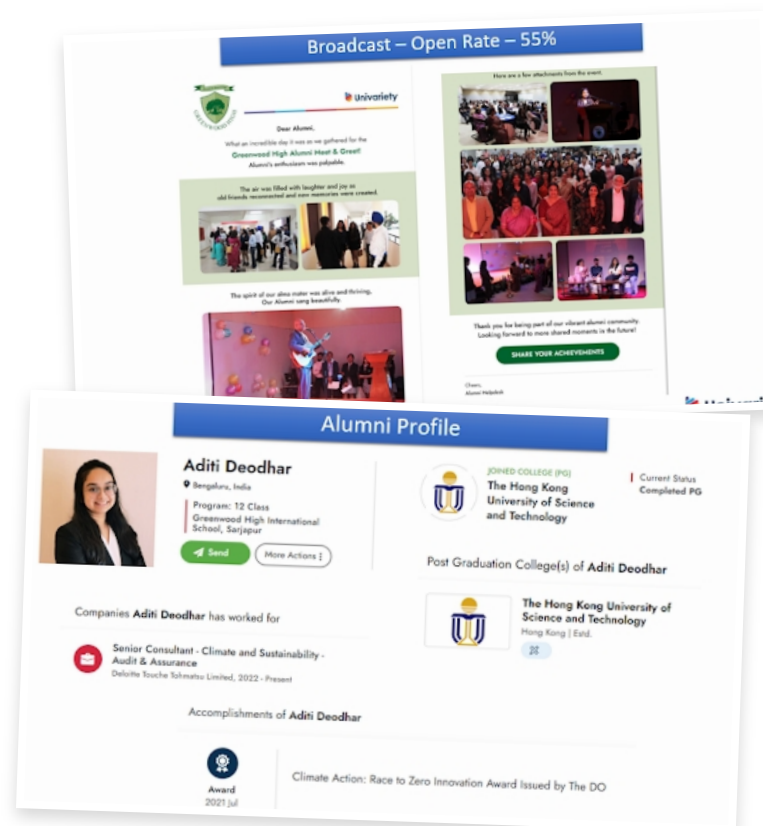 Broadcast – Open Rate – 55%
GREENWOOD HIGH
Univariety
Dear Alumni,
What an incredible day it was as we gathered for the
Greenwood High Alumni Meet & Greet!
Alumni's enthusiasm was palpable.
The air was filled with laughter and joy as
old friends reconnected and new memories were created.
The spirit of our alma mater was alive and thriving,
Our Alumni sang beautifully.
Here are a few attachments from the event.
Thank you for being part of our vibrant alumni community.
Looking forward to more shared moments in the future!
SHARE YOUR ACHIEVEMENTS
Cheers,
Alumni Helpdesk
Alumni Profile
Aditi Deodhar
Bengaluru, India
Program: 12 Class
Greenwood High International
School, Sarjapur
Send
More Actions
JOINED COLLEGE (PG)
The Hong Kong
University of Science
and Technology
Current Status
Completed PG
Post Graduation College(s) of Aditi Deodhar
The Hong Kong University of
Science and Technology
Hong Kong | Estd.
Companies Aditi Deodhar has worked for
Senior Consultant - Climate and Sustainability -
Audit & Assurance
Deloitte Touche Tohmatsu Limited, 2022 - Present
Accomplishments of Aditi Deodhar
Award
2021 Jul
Climate Action: Race to Zero Innovation Award Issued by The DO